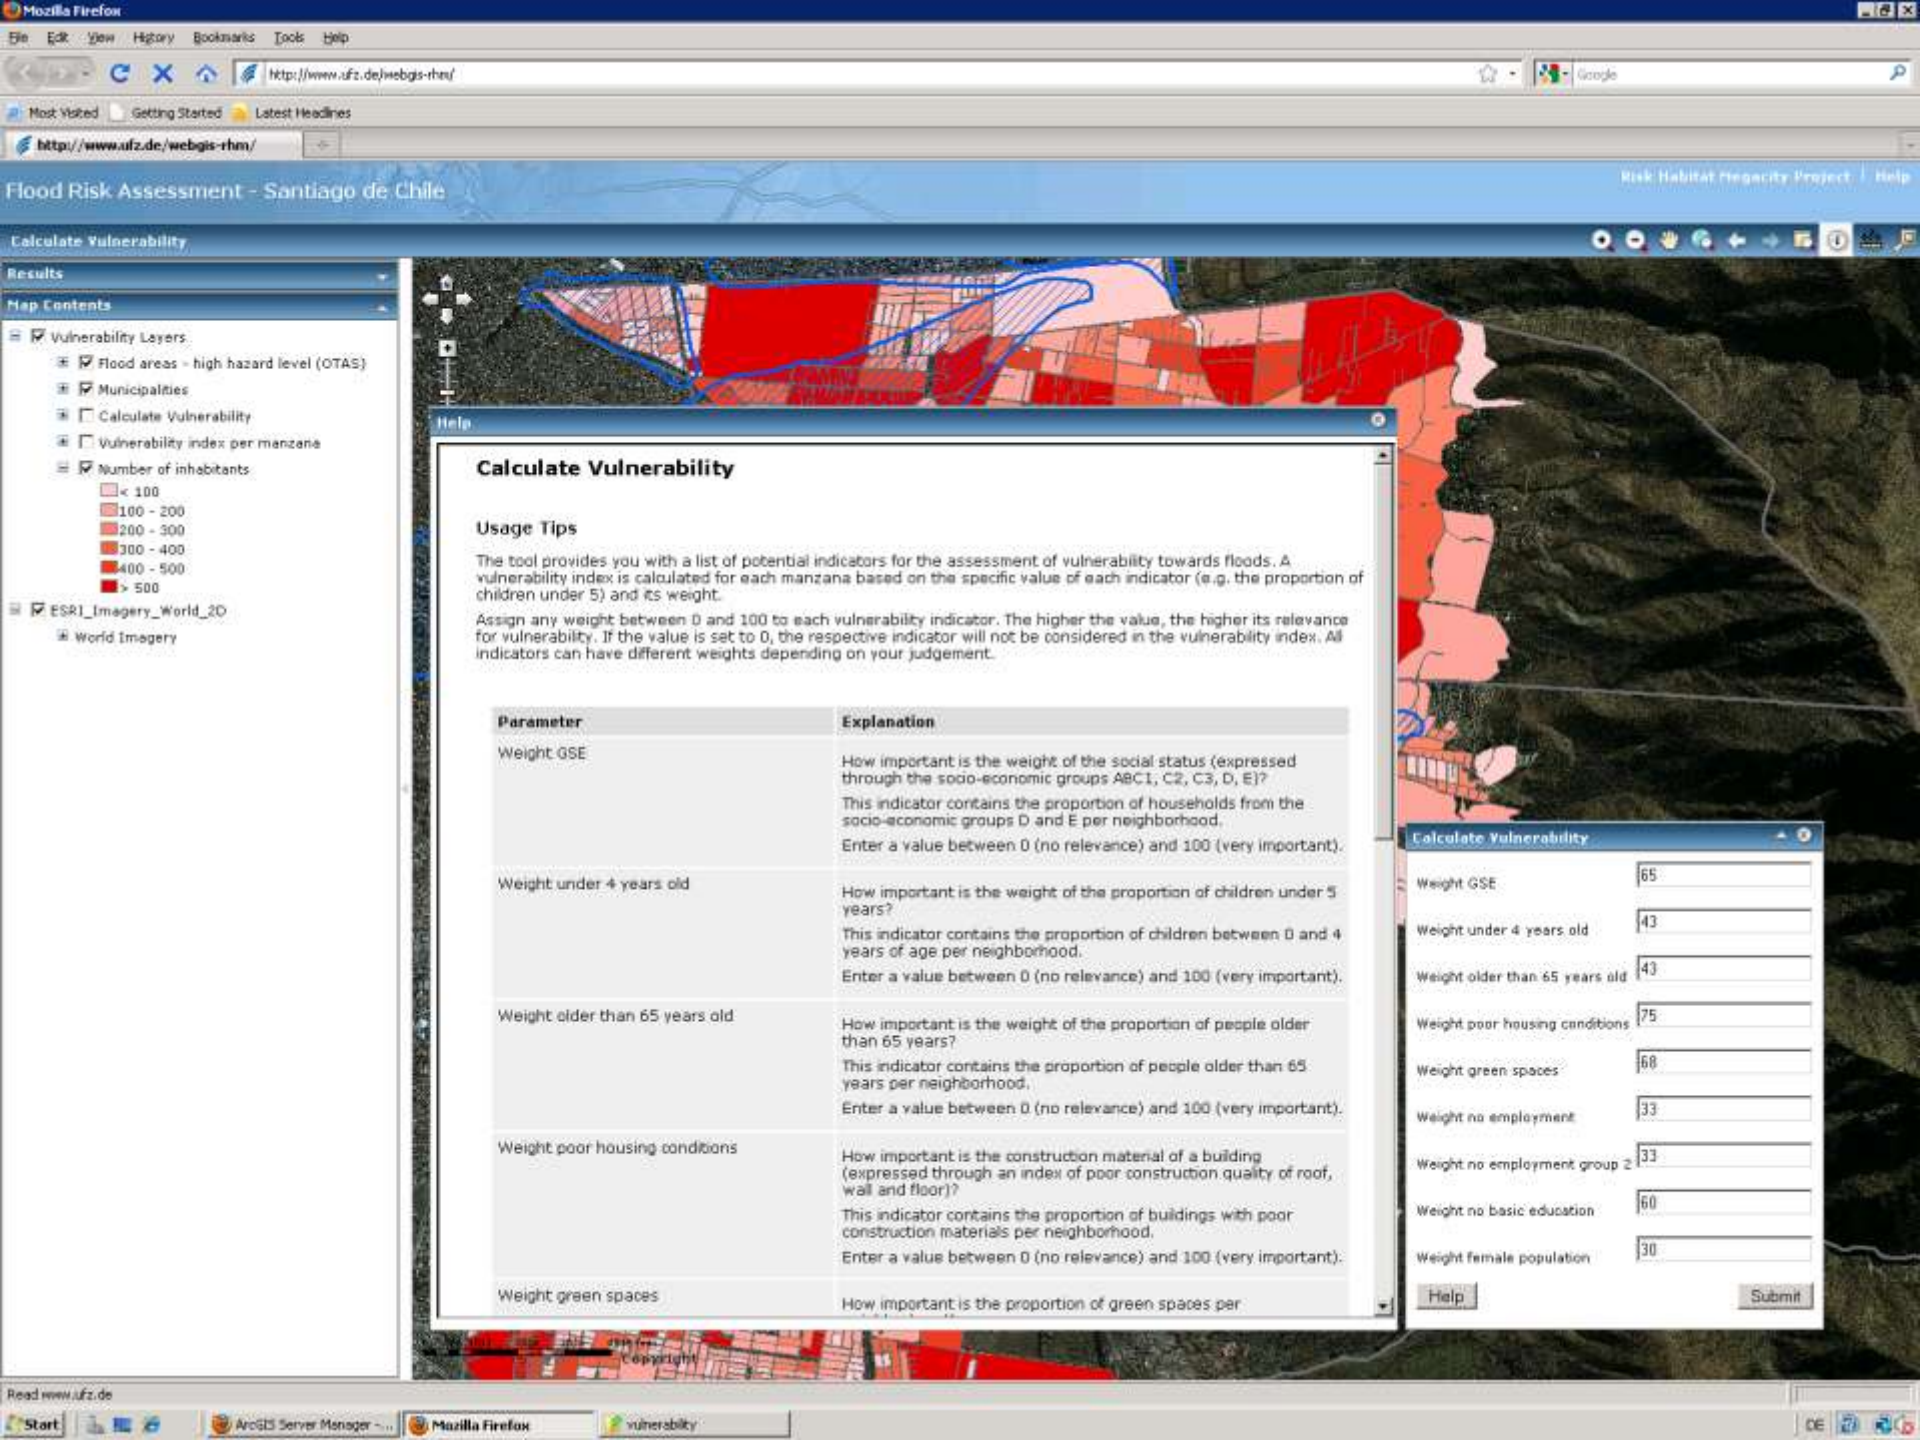 Mozilla Firefox
File Edit View History Bookmarks Tools Help
http://www.ufz.de/webgis-rhm/
Google
Most Visited Getting Started Latest Headlines
http://www.ufz.de/webgis-rhm/
Flood Risk Assessment - Santiago de Chile
Risk Habitat Megacity Project | Help
Calculate Vulnerability
Results
Map Contents
Vulnerability Layers
Flood areas - high hazard level (OTAS)
Municipalities
Calculate Vulnerability
Vulnerability index per manzana
Number of inhabitants
< 100
100 - 200
200 - 300
300 - 400
400 - 500
> 500
ESRI_Imagery_World_2D
World Imagery
Help
Calculate Vulnerability
Usage Tips
The tool provides you with a list of potential indicators for the assessment of vulnerability towards floods. A
vulnerability index is calculated for each manzana based on the specific value of each indicator (e.g. the proportion of
children under 5) and its weight.
Assign any weight between 0 and 100 to each vulnerability indicator. The higher the value, the higher its relevance
for vulnerability. If the value is set to 0, the respective indicator will not be considered in the vulnerability index. All
indicators can have different weights depending on your judgement.
Parameter Explanation
Weight GSE
How important is the weight of the social status (expressed
through the socio-economic groups ABC1, C2, C3, D, E)?
This indicator contains the proportion of households from the
socio-economic groups D and E per neighborhood.
Enter a value between 0 (no relevance) and 100 (very important).
Weight under 4 years old
How important is the weight of the proportion of children under 5
years?
This indicator contains the proportion of children between 0 and 4
years of age per neighborhood.
Enter a value between 0 (no relevance) and 100 (very important).
Weight older than 65 years old
How important is the weight of the proportion of people older
than 65 years?
This indicator contains the proportion of people older than 65
years per neighborhood.
Enter a value between 0 (no relevance) and 100 (very important).
Weight poor housing conditions
How important is the construction material of a building
(expressed through an index of poor construction quality of roof,
wall and floor)?
This indicator contains the proportion of buildings with poor
construction materials per neighborhood.
Enter a value between 0 (no relevance) and 100 (very important).
Weight green spaces
How important is the proportion of green spaces per
Calculate Vulnerability
Weight GSE 65
Weight under 4 years old 43
Weight older than 65 years old 43
Weight poor housing conditions 75
Weight green spaces 68
Weight no employment 33
Weight no employment group 2 33
Weight no basic education 60
Weight female population 30
Help Submit
Copyright
Read www.ufz.de
Start ArcGIS Server Manager -... Mozilla Firefox vulnerability DE